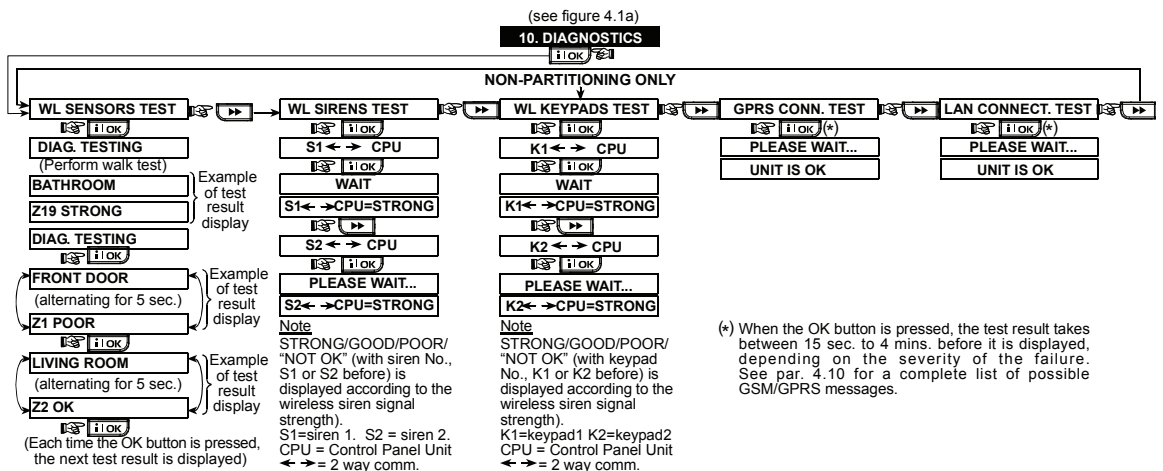 (see figure 4.1a)
10. DIAGNOSTICS
i OK
NON-PARTITIONING ONLY
WL SENSORS TEST
i OK
DIAG. TESTING
(Perform walk test)
BATHROOM
Z19 STRONG
Example
of test
result
display
DIAG. TESTING
i OK
FRONT DOOR
(alternating for 5 sec.)
Z1 POOR
Example
of test
result
display
i OK
LIVING ROOM
(alternating for 5 sec.)
Z2 OK
Example
of test
result
display
i OK
(Each time the OK button is pressed,
the next test result is displayed)
WL SIRENS TEST
i OK
S1 ← → CPU
i OK
WAIT
S1← →CPU=STRONG
S2 ← → CPU
i OK
PLEASE WAIT...
S2← →CPU=STRONG
Note
STRONG/GOOD/POOR/
“NOT OK” (with siren No.,
S1 or S2 before) is
displayed according to the
wireless siren signal
strength).
S1=siren 1. S2 = siren 2.
CPU = Control Panel Unit
← →= 2 way comm.
WL KEYPADS TEST
i OK
K1 ← → CPU
i OK
WAIT
K1← →CPU=STRONG
K2 ← → CPU
i OK
PLEASE WAIT...
K2← →CPU=STRONG
Note
STRONG/GOOD/POOR/
“NOT OK” (with keypad
No., K1 or K2 before) is
displayed according to the
wireless siren signal
strength).
K1=keypad1 K2=keypad2
CPU = Control Panel Unit
← →= 2 way comm.
GPRS CONN. TEST
i OK (*)
PLEASE WAIT...
UNIT IS OK
LAN CONNECT. TEST
i OK (*)
PLEASE WAIT...
UNIT IS OK
(*) When the OK button is pressed, the test result takes
between 15 sec. to 4 mins. before it is displayed,
depending on the severity of the failure.
See par. 4.10 for a complete list of possible
GSM/GPRS messages.